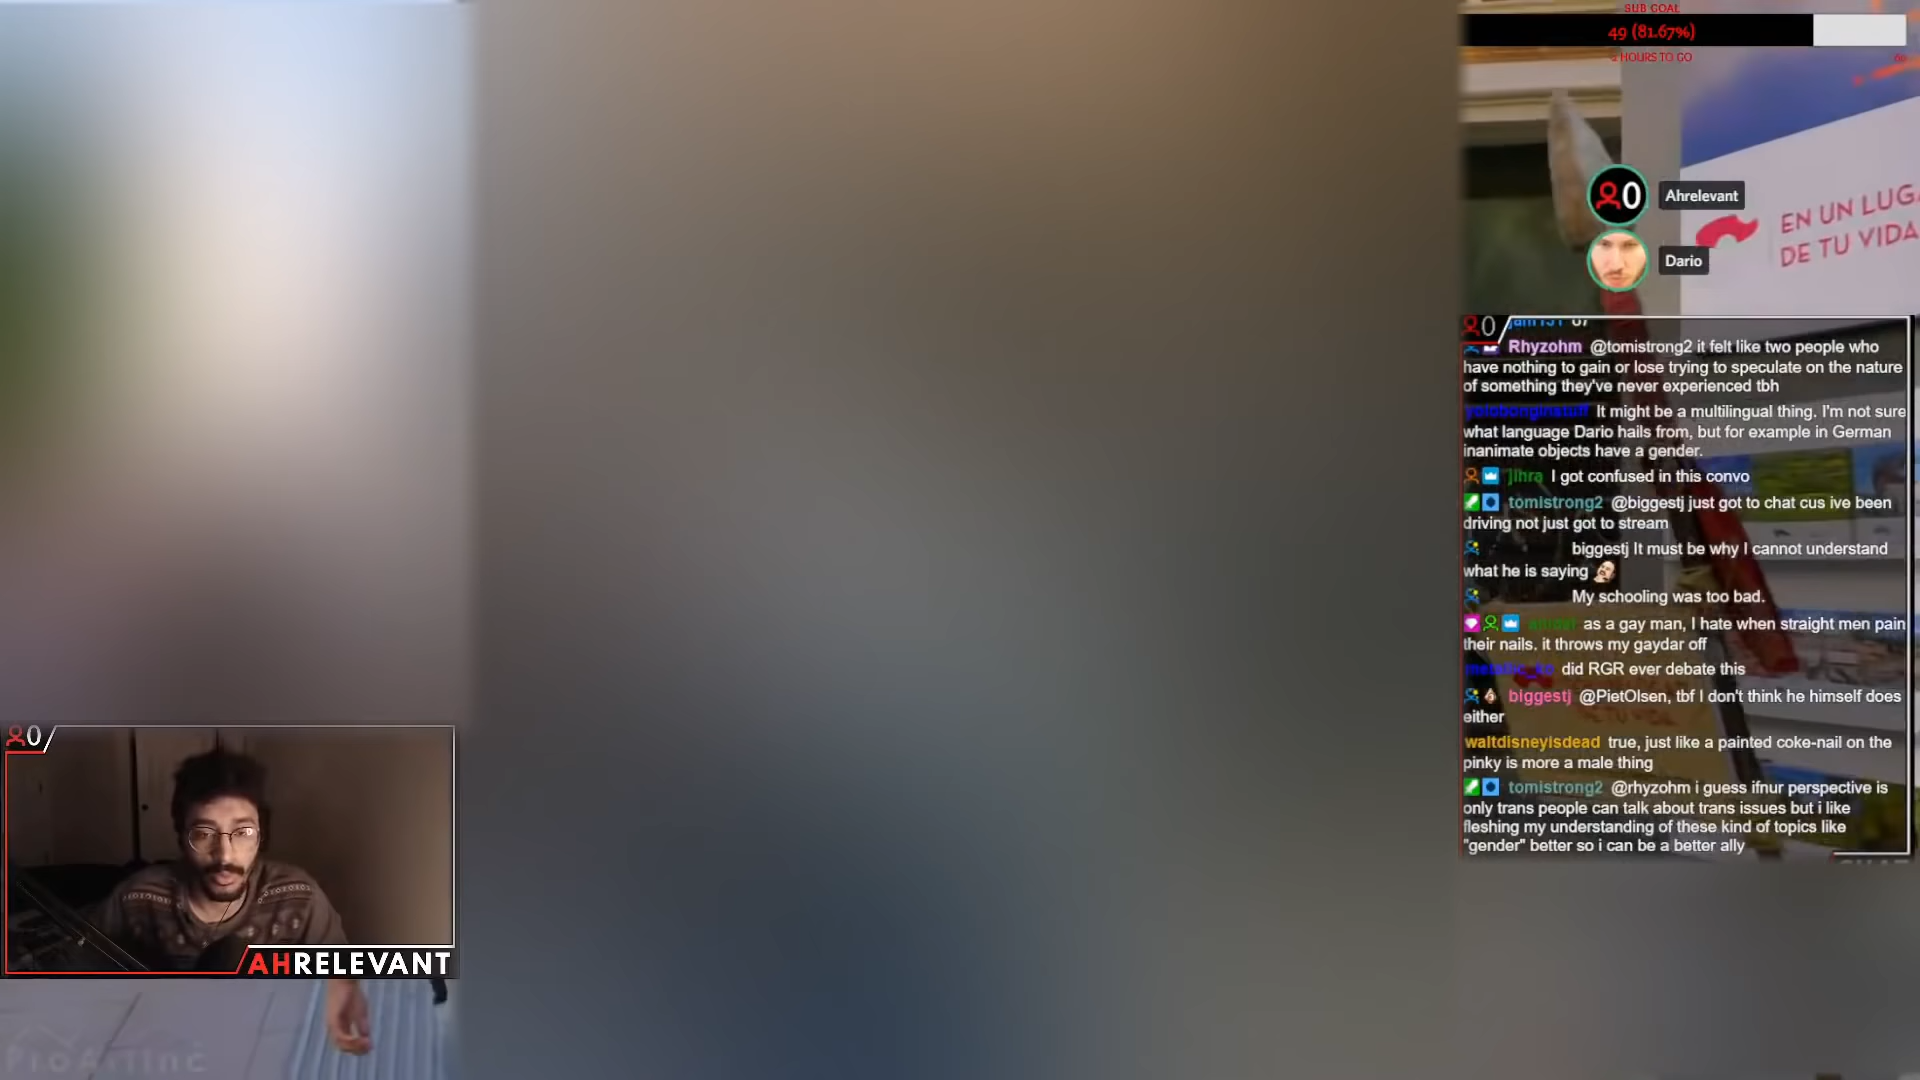 SUB GOAL
49 (81.67%)
HOURS TO GO
60
EN UN LUGA
DE TU VIDA
0
Ahrelevant
Dario
0
Rhyzohm @tomistrong2 it felt like two people who
have nothing to gain or lose trying to speculate on the nature
of something they've never experienced tbh
It might be a multilingual thing. I'm not sure
what language Dario hails from, but for example in German
inanimate objects have a gender.
jihra I got confused in this convo
tomistrong2 @biggestj just got to chat cus ive been
driving not just got to stream
biggestj It must be why I cannot understand
what he is saying
My schooling was too bad.
as a gay man, I hate when straight men pain
their nails. it throws my gaydar off
did RGR ever debate this
biggestj @PietOlsen, tbf I don't think he himself does
either
waltdisneyisdead true, just like a painted coke-nail on the
pinky is more a male thing
tomistrong2 @rhyzohm i guess ifnur perspective is
only trans people can talk about trans issues but i like
fleshing my understanding of these kind of topics like
"gender" better so i can be a better ally
0
AHRELEVANT